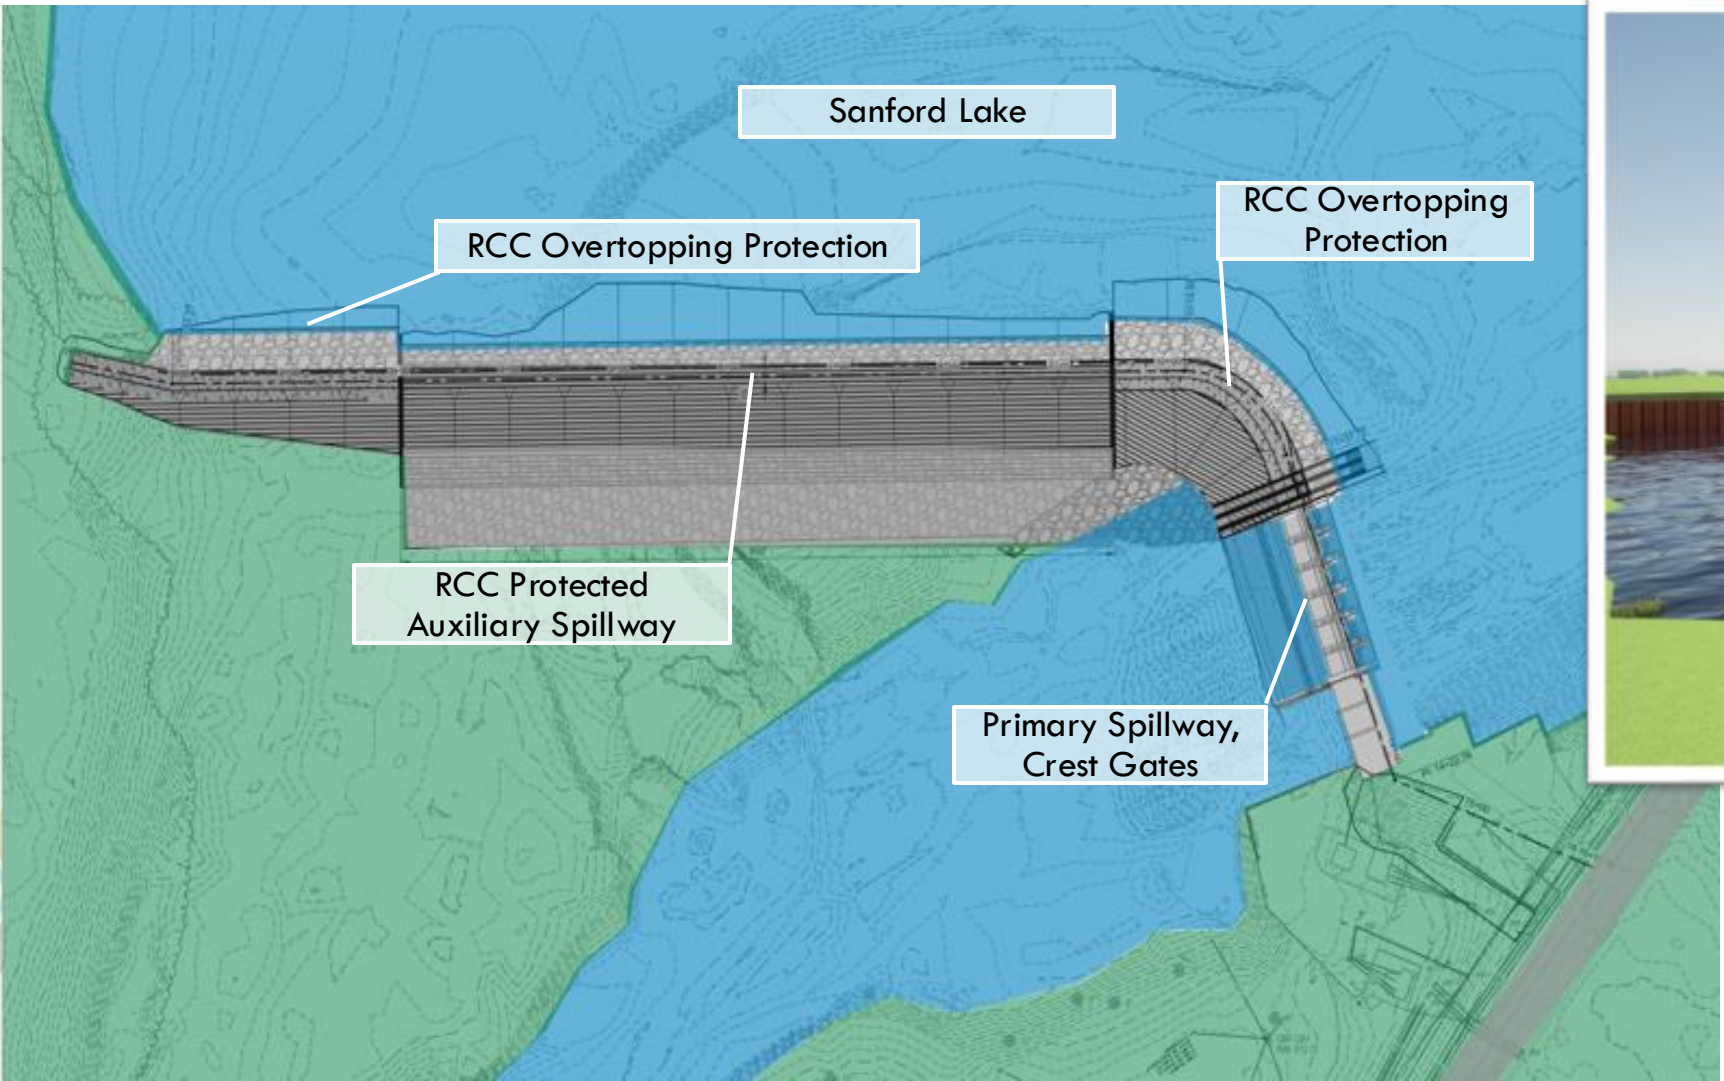 Sanford Lake
RCC Overtopping
Protection
RCC Overtopping Protection
RCC Protected
Auxiliary Spillway
Primary Spillway,
Crest Gates